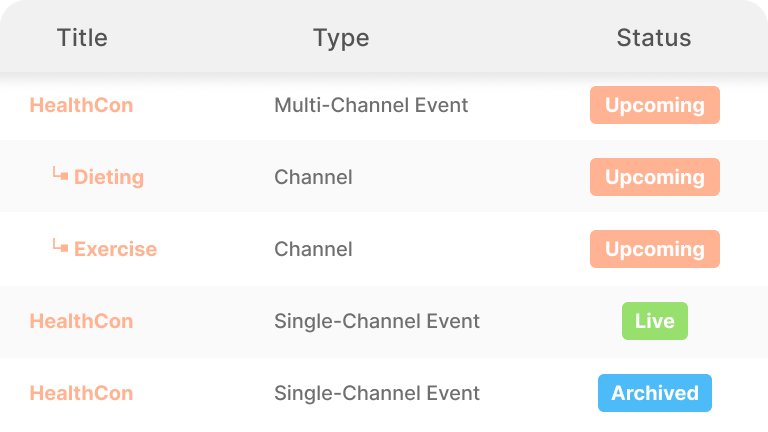 Title Type Status
HealthCon Multi-Channel Event Upcoming
Dieting Channel Upcoming
Exercise Channel Upcoming
HealthCon Single-Channel Event Live
HealthCon Single-Channel Event Archived